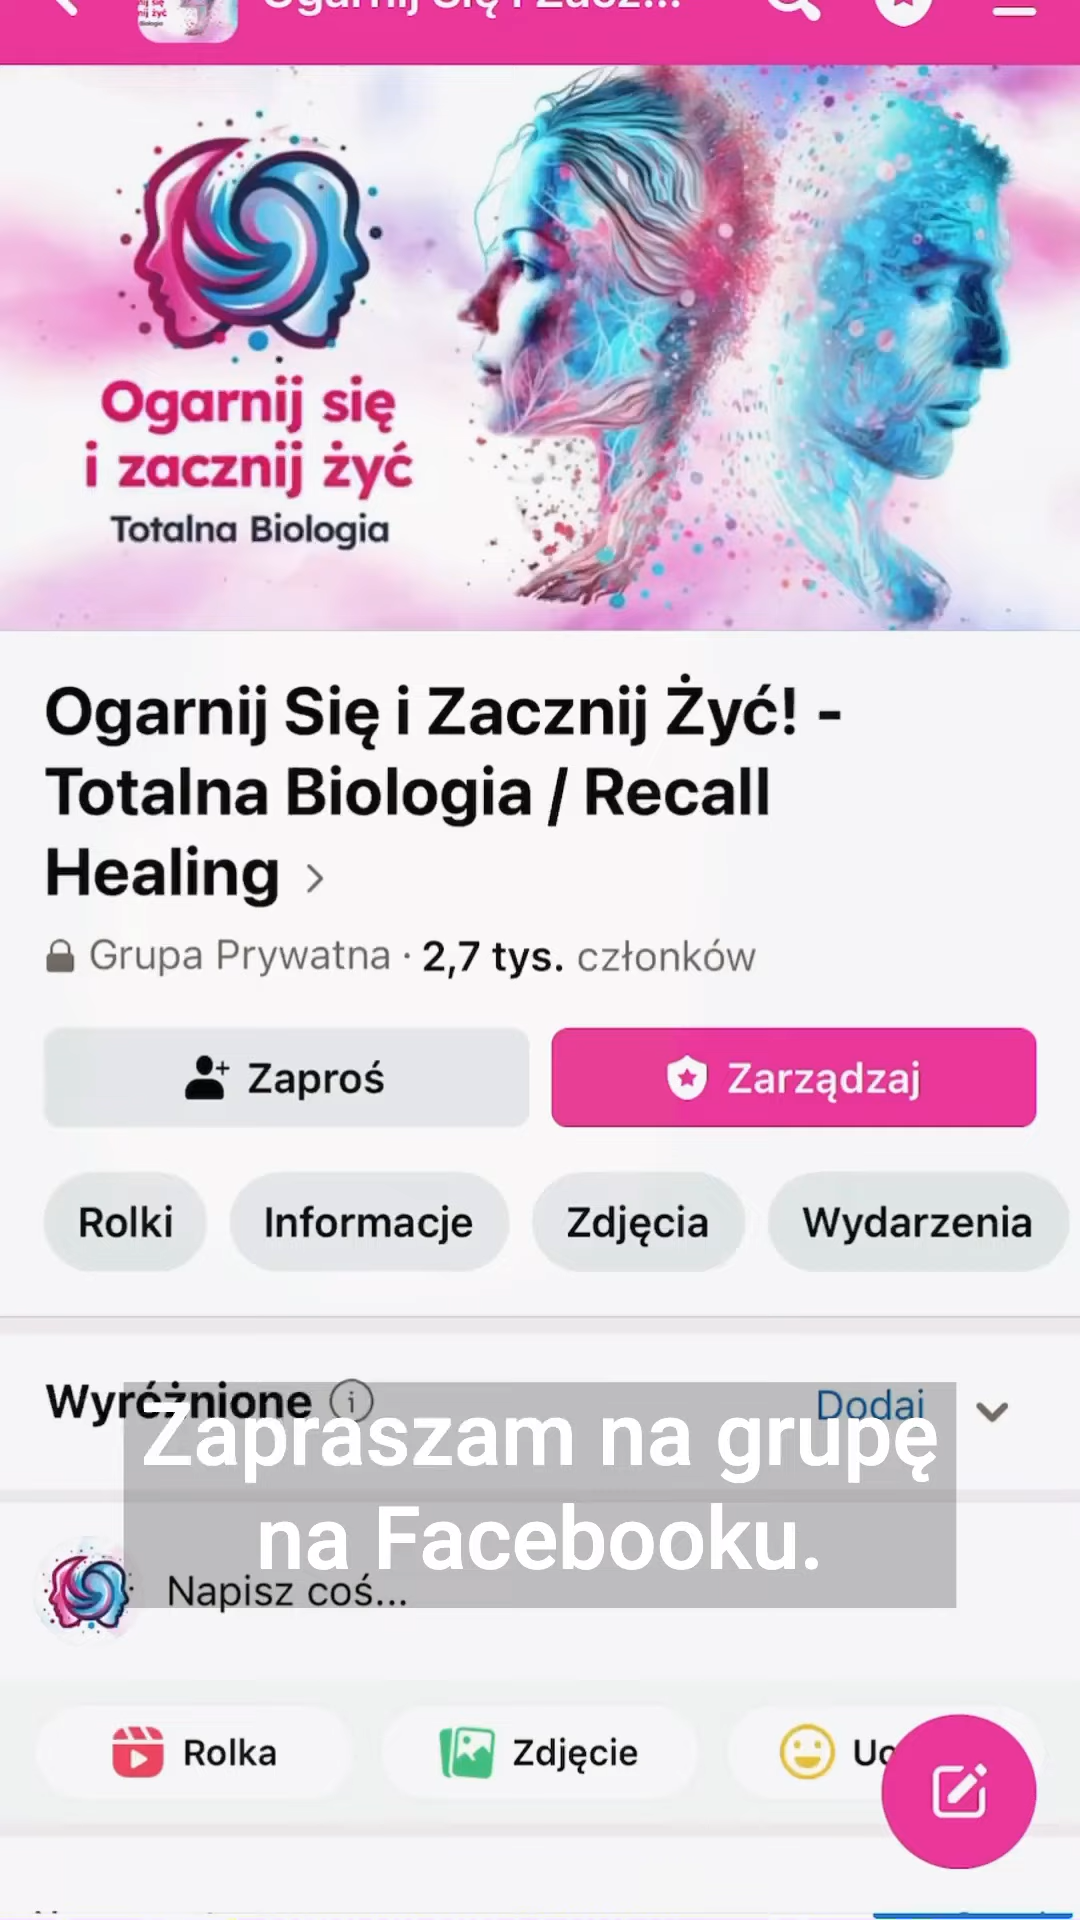 Ogarnij się
i zacznij żyć
Totalna Biologia
Ogarnij Się i Zacznij Żyć! -
Totalna Biologia / Recall
Healing
Grupa Prywatna · 2,7 tys. członków
Zaproś
Zarządzaj
Rolki
Informacje
Zdjęcia
Wydarzenia
Wyróżnione
Dodaj
Zapraszam na grupę
na Facebooku.
Napisz coś...
Rolka
Zdjęcie